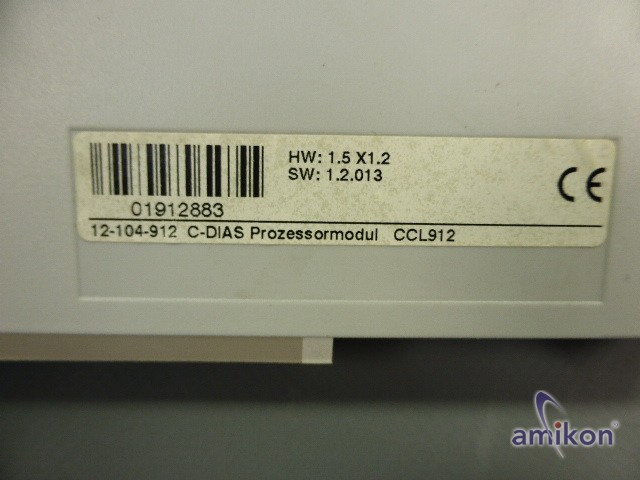 HW: 1.5 X1.2
SW: 1.2.013
CE
01912883
12-104-912 C-DIAS Prozessormodul CCL912
amikon